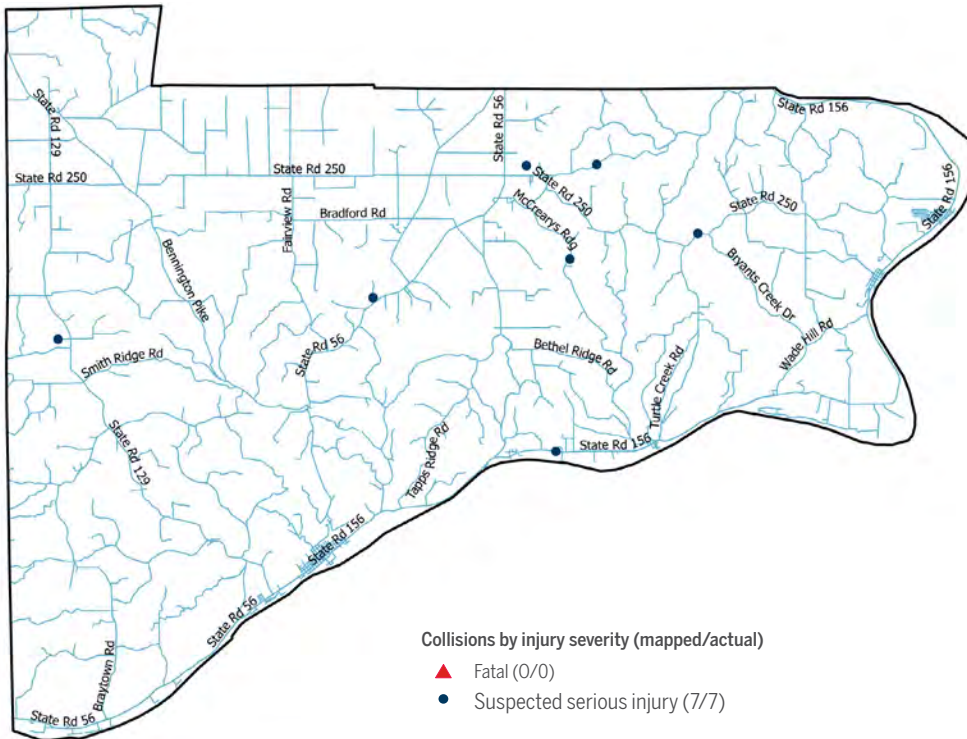 State Rd 156
State Rd 129
State Rd 56
State Rd 250
State Rd 250
State Rd 250
State Rd 156
McCrearys Rdg
State Rd 250
Fairview Rd
Bradford Rd
Bennington Pike
Bryants Creek Dr
Wade Hill Rd
State Rd 56
Smith Ridge Rd
Bethel Ridge Rd
Turtle Creek Rd
State Rd 129
Tapps Ridge Rd
State Rd 156
State Rd 156
State Rd 56
Braytown Rd
State Rd 56
Collisions by injury severity (mapped/actual)
Fatal (0/0)
Suspected serious injury (7/7)